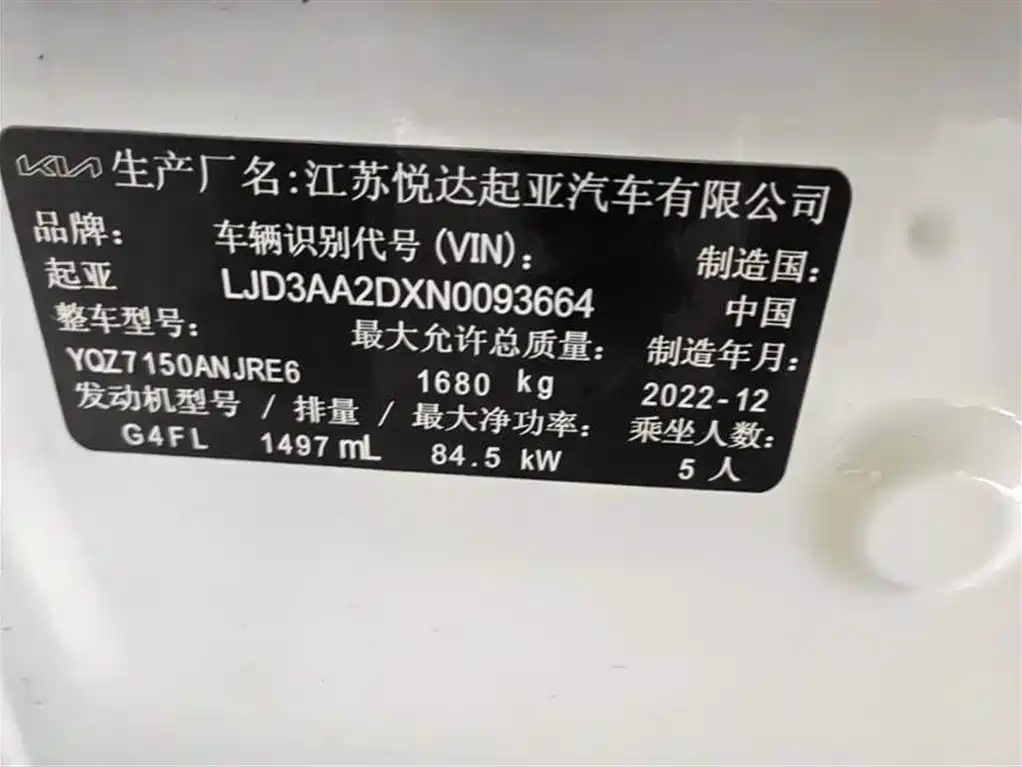 KIA 生产厂名:江苏悦达起亚汽车有限公司
品牌: 车辆识别代号(VIN): 制造国:
起亚 LJD3AA2DXN0093664 中国
整车型号: 最大允许总质量: 制造年月:
YQZ7150ANJRE6 1680 kg 2022-12
发动机型号 / 排量 / 最大净功率: 乘坐人数:
G4FL 1497 mL 84.5 kW 5 人